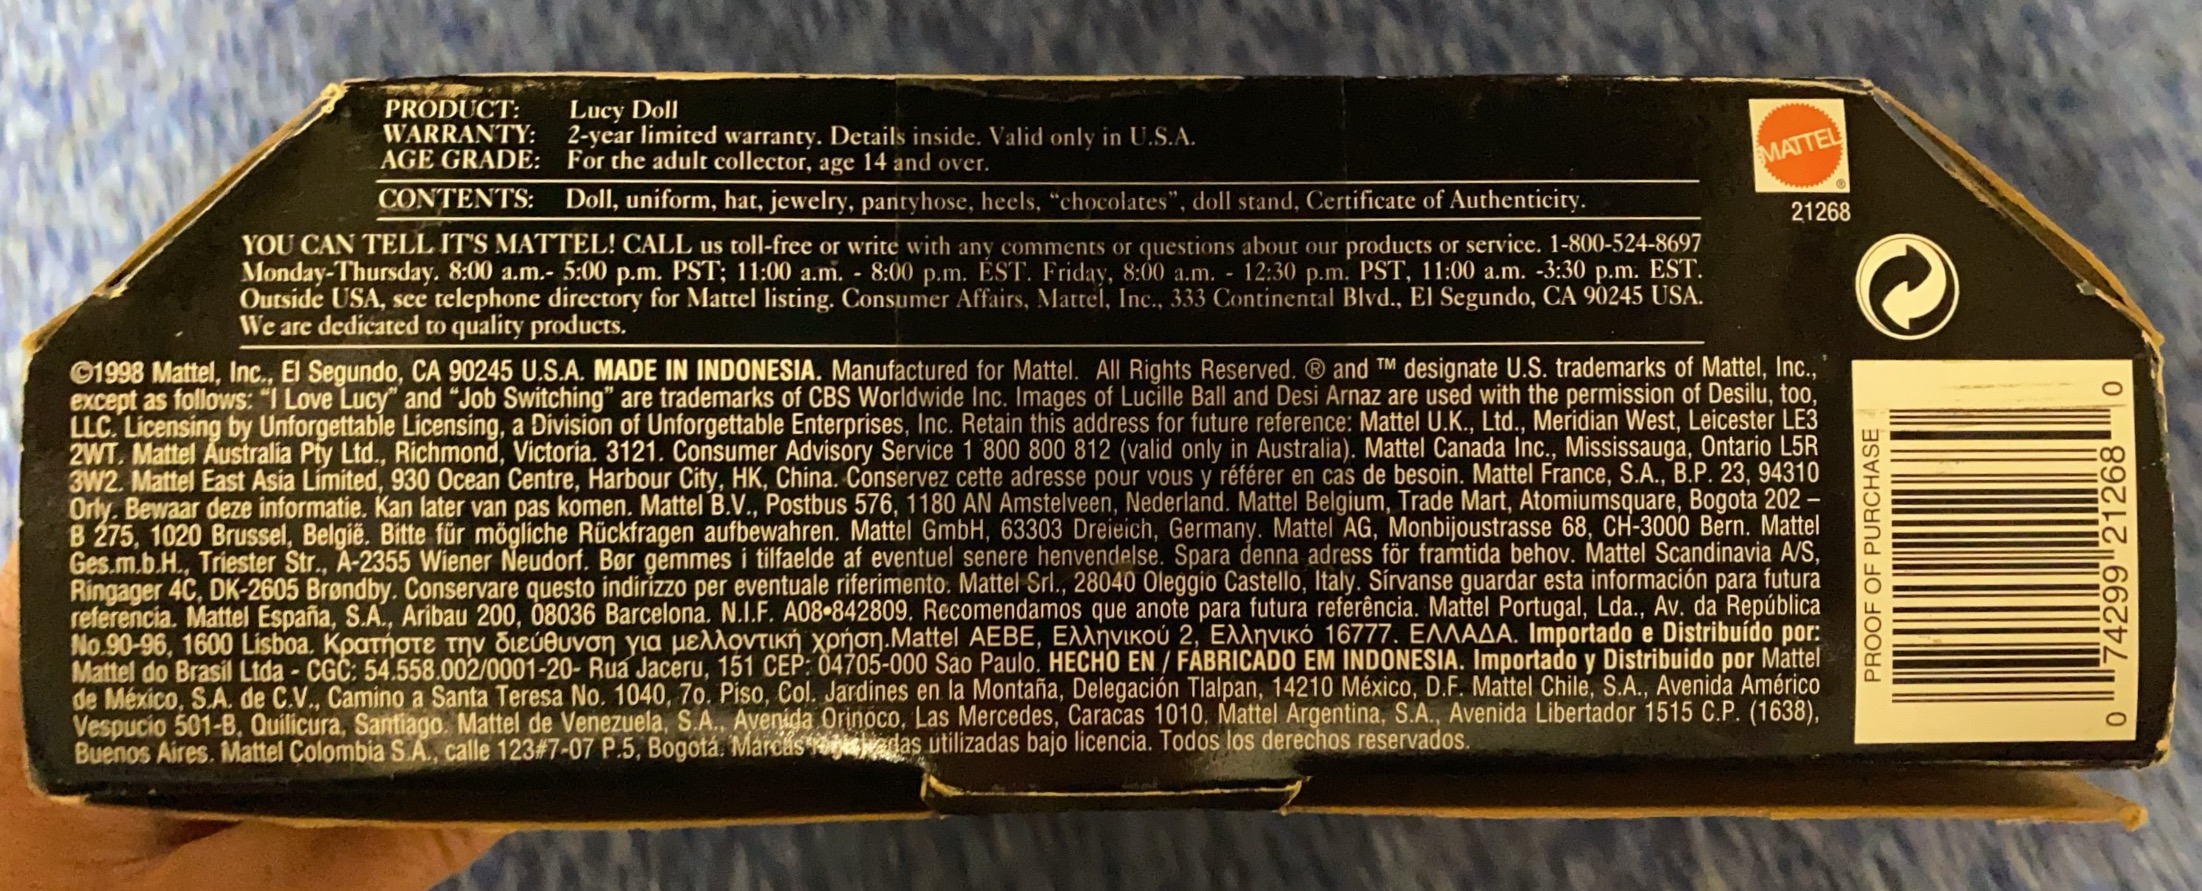 PRODUCT: Lucy Doll
WARRANTY: 2-year limited warranty. Details inside. Valid only in U.S.A.
AGE GRADE: For the adult collector, age 14 and over.
CONTENTS: Doll, uniform, hat, jewelry, pantyhose, heels, “chocolates”, doll stand, Certificate of Authenticity.
MATTEL
®
21268
YOU CAN TELL IT'S MATTEL! CALL us toll-free or write with any comments or questions about our products or service. 1-800-524-8697
Monday-Thursday. 8:00 a.m.- 5:00 p.m. PST; 11:00 a.m. - 8:00 p.m. EST. Friday, 8:00 a.m. - 12:30 p.m. PST, 11:00 a.m. -3:30 p.m. EST.
Outside USA, see telephone directory for Mattel listing. Consumer Affairs, Mattel, Inc., 333 Continental Blvd., El Segundo, CA 90245 USA.
We are dedicated to quality products.
©1998 Mattel, Inc., El Segundo, CA 90245 U.S.A. MADE IN INDONESIA. Manufactured for Mattel. All Rights Reserved. ® and ™ designate U.S. trademarks of Mattel, Inc.,
except as follows: “I Love Lucy” and “Job Switching” are trademarks of CBS Worldwide Inc. Images of Lucille Ball and Desi Arnaz are used with the permission of Desilu, too,
LLC. Licensing by Unforgettable Licensing, a Division of Unforgettable Enterprises, Inc. Retain this address for future reference: Mattel U.K., Ltd., Meridian West, Leicester LE3
2WT. Mattel Australia Pty Ltd., Richmond, Victoria. 3121. Consumer Advisory Service 1 800 800 812 (valid only in Australia). Mattel Canada Inc., Mississauga, Ontario L5R
3W2. Mattel East Asia Limited, 930 Ocean Centre, Harbour City, HK, China. Conservez cette adresse pour vous y référer en cas de besoin. Mattel France, S.A., B.P. 23, 94310
Orly. Bewaar deze informatie. Kan later van pas komen. Mattel B.V., Postbus 576, 1180 AN Amstelveen, Nederland. Mattel Belgium, Trade Mart, Atomiumsquare, Bogota 202 –
B 275, 1020 Brussel, België. Bitte für mögliche Rückfragen aufbewahren. Mattel GmbH, 63303 Dreieich, Germany. Mattel AG, Monbijoustrasse 68, CH-3000 Bern. Mattel
Ges.m.b.H., Triester Str., A-2355 Wiener Neudorf. Bør gemmes i tilfaelde af eventuel senere henvendelse. Spara denna adress för framtida behov. Mattel Scandinavia A/S,
Ringager 4C, DK-2605 Brøndby. Conservare questo indirizzo per eventuale riferimento. Mattel Srl., 28040 Oleggio Castello, Italy. Sírvanse guardar esta información para futura
referencia. Mattel España, S.A., Aribau 200, 08036 Barcelona. N.I.F. A08•842809. Recomendamos que anote para futura referência. Mattel Portugal, Lda., Av. da República
No.90-96, 1600 Lisboa. Κρατήστε την διεύθυνση για μελλοντική χρήση.Mattel AEBE, Ελληνικού 2, Ελληνικό 16777. ΕΛΛΑΔΑ. Importado e Distribuído por:
Mattel do Brasil Ltda - CGC: 54.558.002/0001-20- Rua Jaceru, 151 CEP: 04705-000 Sao Paulo. HECHO EN / FABRICADO EM INDONESIA. Importado y Distribuido por Mattel
de México, S.A. de C.V., Camino a Santa Teresa No. 1040, 7o. Piso, Col. Jardines en la Montaña, Delegación Tlalpan, 14210 México, D.F. Mattel Chile, S.A., Avenida Américo
Vespucio 501-B, Quilicura, Santiago. Mattel de Venezuela, S.A., Avenida Orinoco, Las Mercedes, Caracas 1010. Mattel Argentina, S.A., Avenida Libertador 1515 C.P. (1638),
Buenos Aires. Mattel Colombia S.A., calle 123#7-07 P.5, Bogotá. Marcas utilizadas bajo licencia. Todos los derechos reservados.
PROOF OF PURCHASE
0 74299 21268 0
0